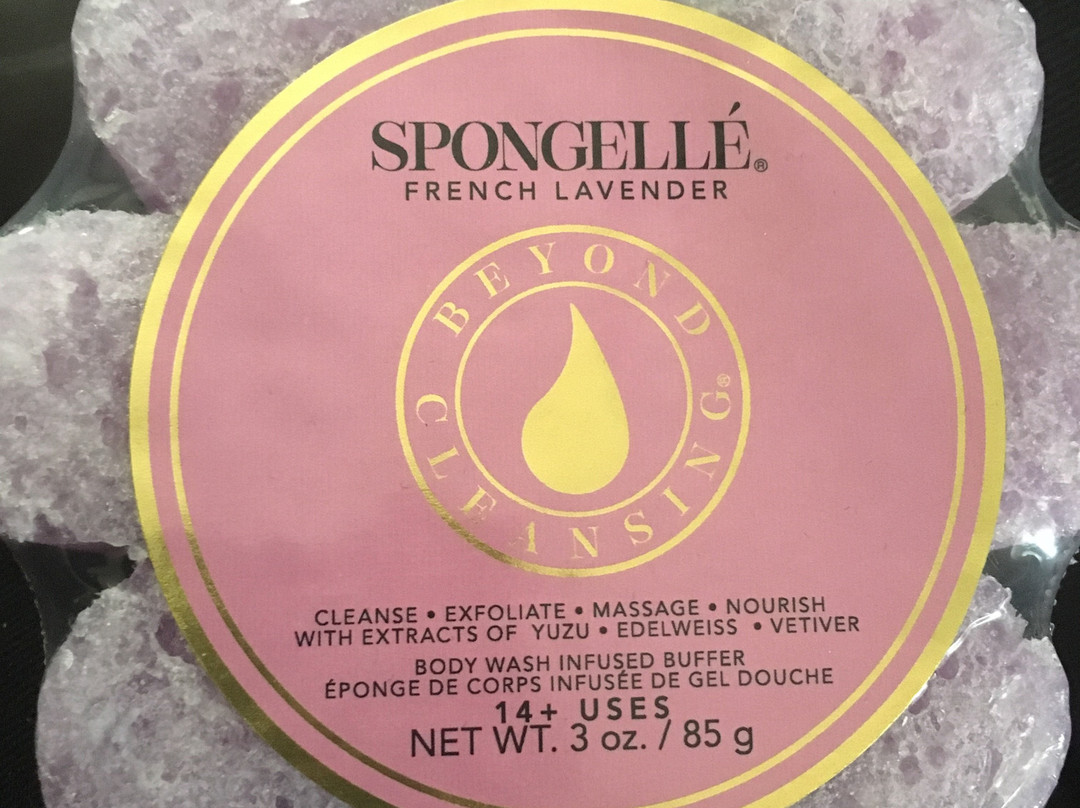 SPONGELLÉ®
FRENCH LAVENDER
BEYOND
CLEANSING®
CLEANSE • EXFOLIATE • MASSAGE • NOURISH
WITH EXTRACTS OF YUZU • EDELWEISS • VETIVER
BODY WASH INFUSED BUFFER
ÉPONGE DE CORPS INFUSÉE DE GEL DOUCHE
14+ USES
NET WT. 3 oz. / 85 g